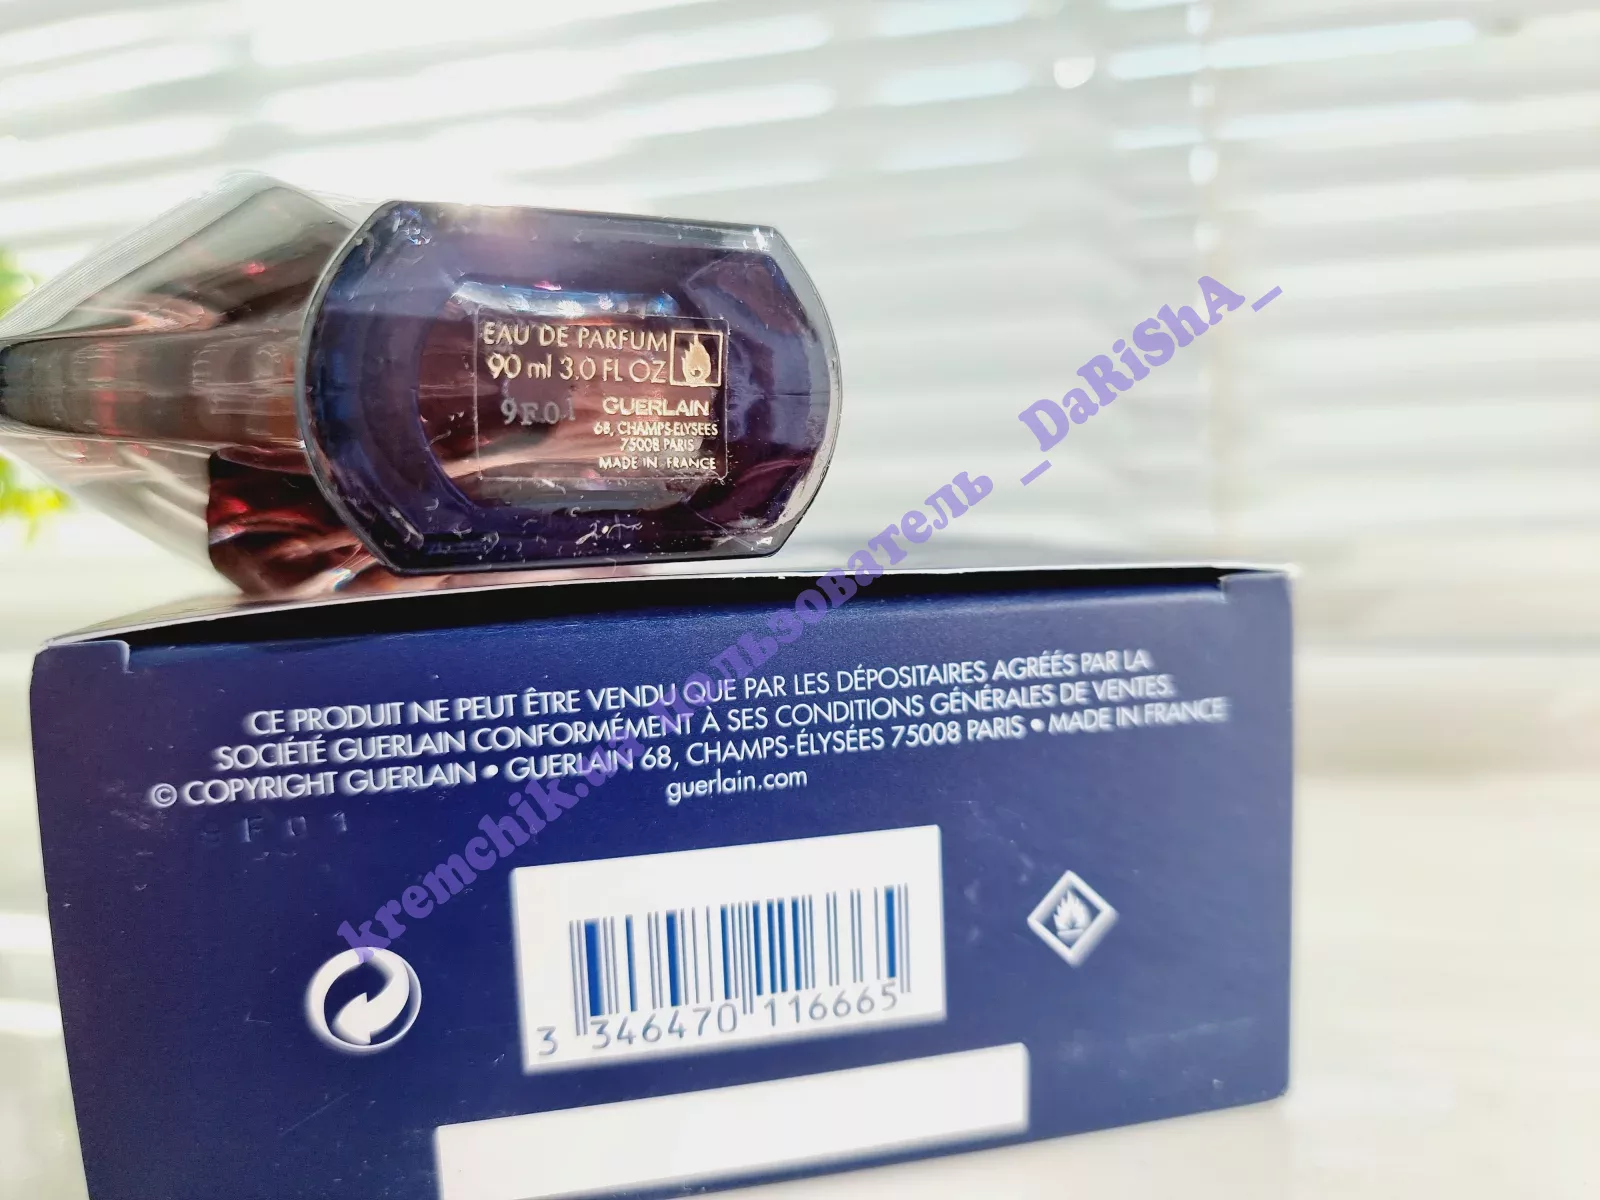 EAU DE PARFUM
90 ml 3.0 FL OZ
9F01 GUERLAIN
68, CHAMPS-ELYSEES
75008 PARIS
MADE IN FRANCE
CE PRODUIT NE PEUT ÊTRE VENDU QUE PAR LES DÉPOSITAIRES AGRÉÉS PAR LA
SOCIÉTÉ GUERLAIN CONFORMÉMENT À SES CONDITIONS GÉNÉRALES DE VENTES.
© COPYRIGHT GUERLAIN • GUERLAIN 68, CHAMPS-ÉLYSÉES 75008 PARIS • MADE IN FRANCE
guerlain.com
9F01
3 346470 116665
kremchik.ua пользователь _DaRiShA_